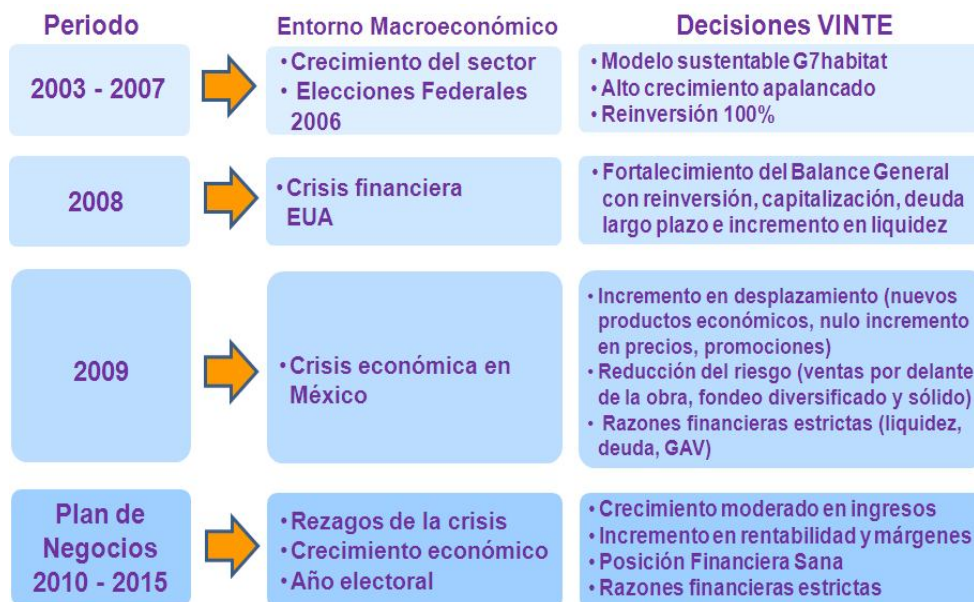 Periodo
Entorno Macroeconómico
Decisiones VINTE
2003 - 2007
• Crecimiento del sector
• Elecciones Federales
2006
• Modelo sustentable G7habitat
• Alto crecimiento apalancado
• Reinversión 100%
2008
• Crisis financiera
EUA
• Fortalecimiento del Balance General
con reinversión, capitalización, deuda
largo plazo e incremento en liquidez
2009
• Crisis económica en
México
• Incremento en desplazamiento (nuevos
productos económicos, nulo incremento
en precios, promociones)
• Reducción del riesgo (ventas por delante
de la obra, fondeo diversificado y sólido)
• Razones financieras estrictas (liquidez,
deuda, GAV)
Plan de
Negocios
2010 - 2015
• Rezagos de la crisis
• Crecimiento económico
• Año electoral
• Crecimiento moderado en ingresos
• Incremento en rentabilidad y márgenes
• Posición Financiera Sana
• Razones financieras estrictas